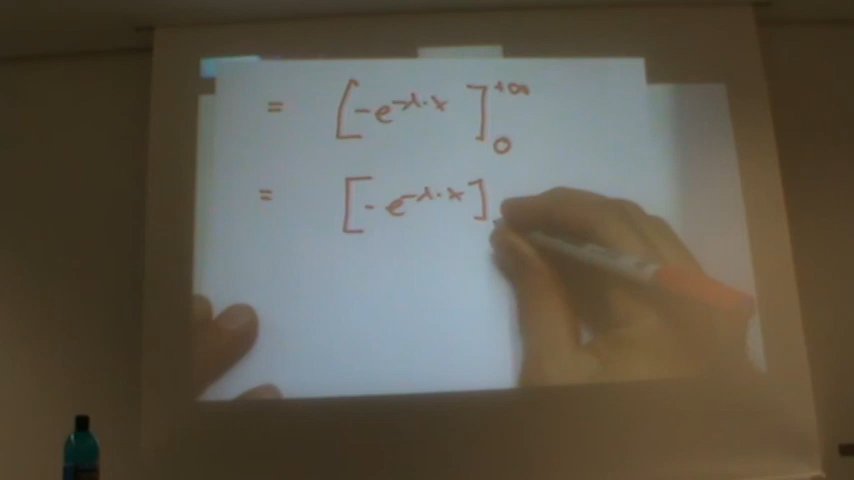 = [-e^{-λ·x}]_0^{+∞}
= [-e^{-λ·x}]